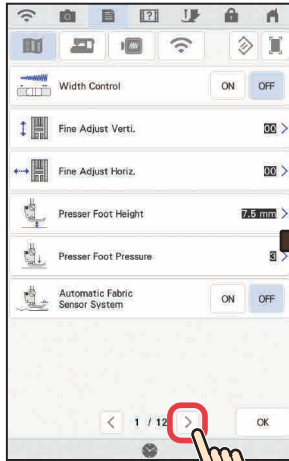 Width Control ON OFF
Fine Adjust Verti. 00 >
Fine Adjust Horiz. 00 >
Presser Foot Height 7.5 mm >
Presser Foot Pressure 3 >
Automatic Fabric
Sensor System ON OFF
< 1 / 12 > OK